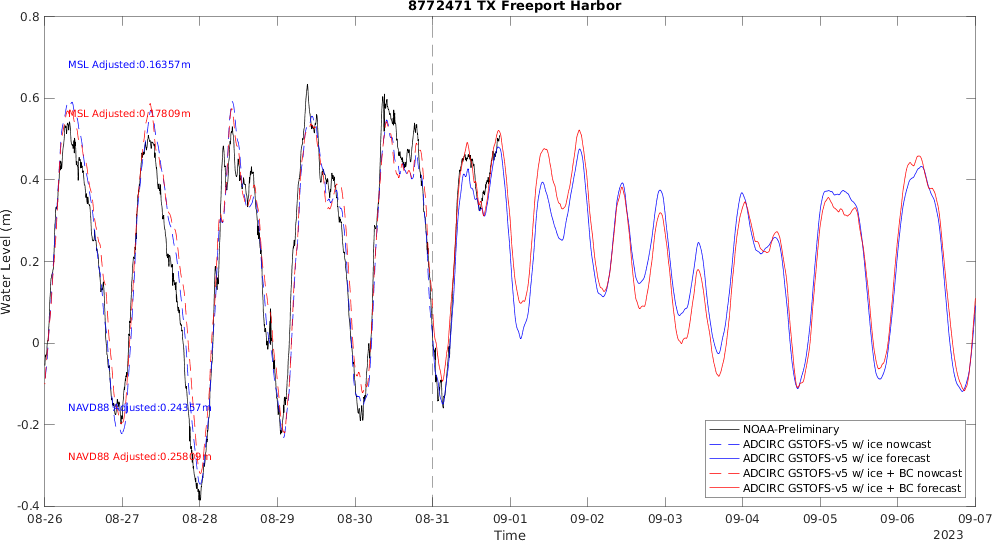 8772471 TX Freeport Harbor
0.8
0.6
0.4
0.2
0
-0.2
-0.4
Water Level (m)
MSL Adjusted:0.16357m
MSL Adjusted:0.17809m
NAVD88 Adjusted:0.24357m
NAVD88 Adjusted:0.25809m
NOAA-Preliminary
ADCIRC GSTOFS-v5 w/ ice nowcast
ADCIRC GSTOFS-v5 w/ ice forecast
ADCIRC GSTOFS-v5 w/ ice + BC nowcast
ADCIRC GSTOFS-v5 w/ ice + BC forecast
08-26 08-27 08-28 08-29 08-30 08-31 09-01 09-02 09-03 09-04 09-05 09-06 09-07
Time
2023